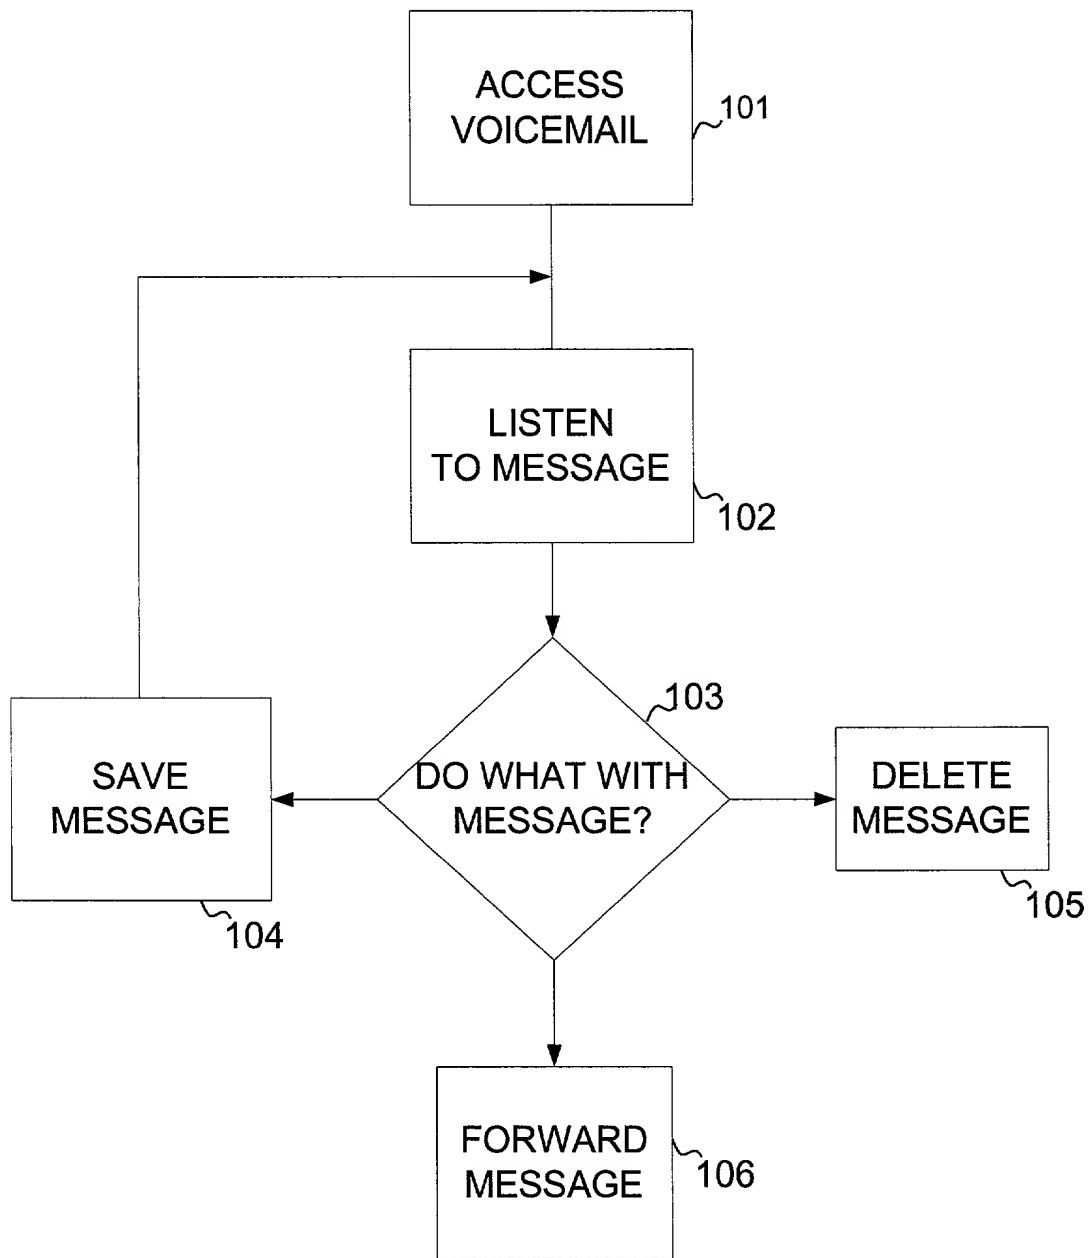 ACCESS
VOICEMAIL
101
LISTEN
TO MESSAGE
102
103
DO WHAT WITH
MESSAGE?
SAVE
MESSAGE
104
DELETE
MESSAGE
105
FORWARD
MESSAGE
106